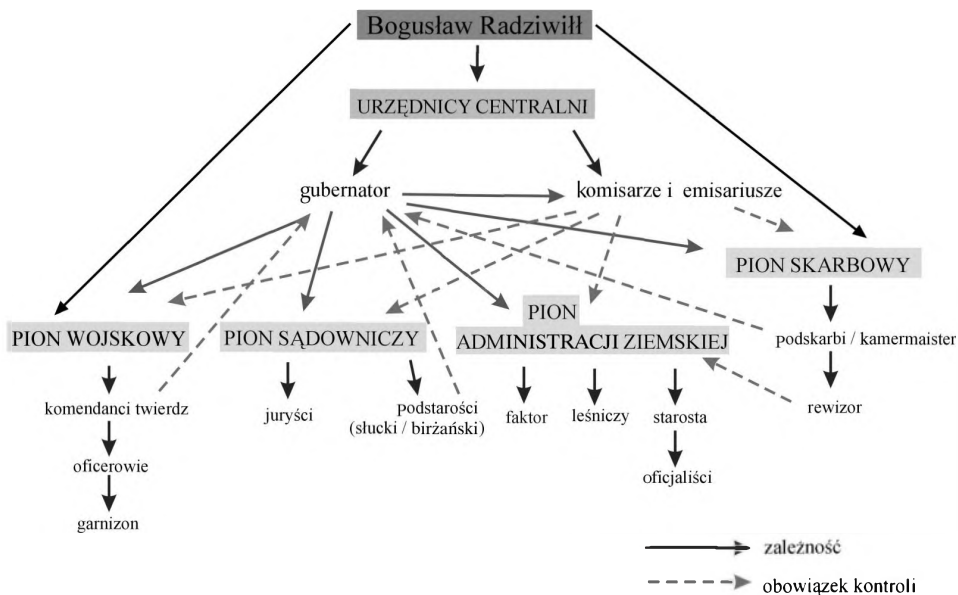 Bogusław Radziwiłł
URZĘDNICY CENTRALNI
gubernator
komisarze i emisariusze
PION SKARBOWY
PION WOJSKOWY
PION SĄDOWNICZY
PION
ADMINISTRACJI ZIEMSKIEJ
podskarbi / kamermaister
komendanci twierdz
juryści
podstarości
(słucki / birżański)
faktor
leśniczy
starosta
rewizor
oficerowie
oficjaliści
garnizon
zależność
obowiązek kontroli